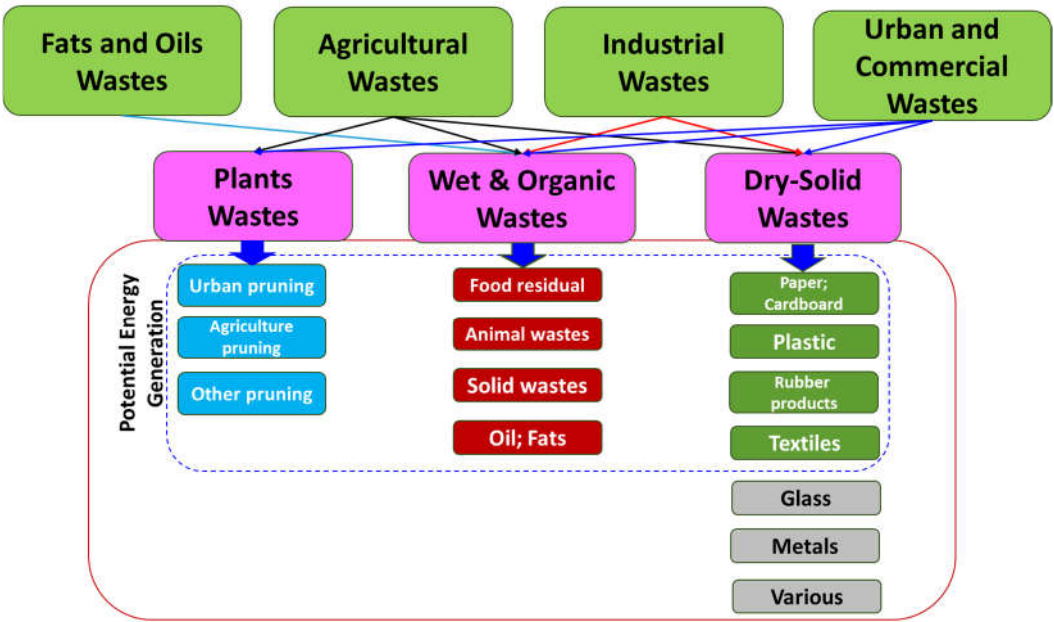 Fats and Oils
Wastes
Agricultural
Wastes
Industrial
Wastes
Urban and
Commercial
Wastes
Plants
Wastes
Wet & Organic
Wastes
Dry-Solid
Wastes
Potential Energy
Generation
Urban pruning
Agriculture
pruning
Other pruning
Food residual
Animal wastes
Solid wastes
Oil; Fats
Paper;
Cardboard
Plastic
Rubber
products
Textiles
Glass
Metals
Various